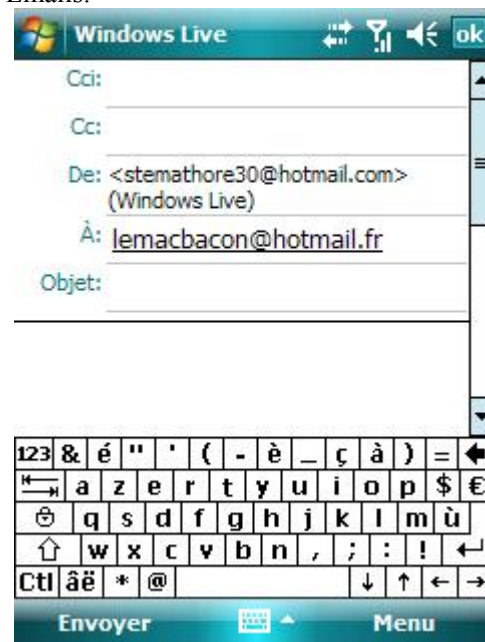 Emails.
Windows Live ok
Cci:
Cc:
De: <stemathore30@hotmail.com>
(Windows Live)
À: lemacbacon@hotmail.fr
Objet:
123 & é " ' ( - è _ ç à ) =
a z e r t y u i o p $ €
q s d f g h j k l m ù
w x c v b n , ; : !
Ctl âë * @
Envoyer Menu